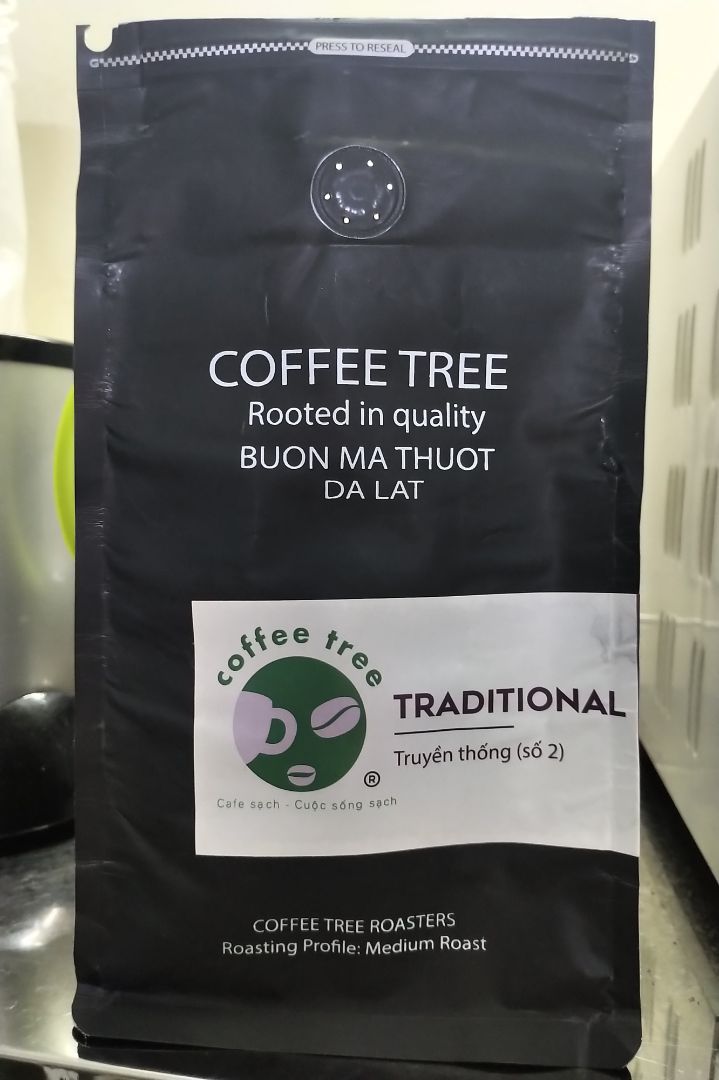 PRESS TO RESEAL
COFFEE TREE
Rooted in quality
BUON MA THUOT
DA LAT
coffee tree
®
Cafe sạch - Cuộc sống sạch
TRADITIONAL
Truyền thống (số 2)
COFFEE TREE ROASTERS
Roasting Profile: Medium Roast